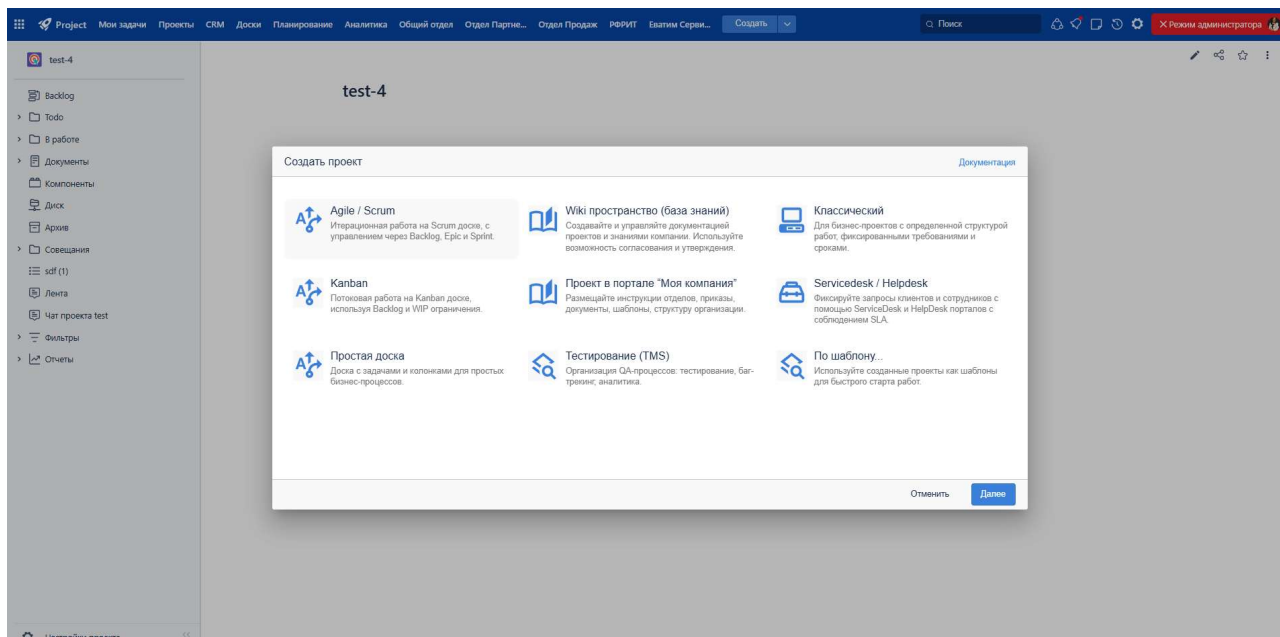 Project Мои задачи Проекты CRM Доски Планирование Аналитика Общий отдел Отдел Партне... Отдел Продаж РФРИТ Еватим Серви... Создать Поиск Режим администратора
test-4
Backlog
Todo
В работе
Документы
Компоненты
Диск
Архив
Совещания
sdf (1)
Лента
Чат проекта test
Фильтры
Отчеты
Настройки проекта
test-4
Создать проект
Документация
Agile / Scrum
Итерационная работа на Scrum доске, с
управлением через Backlog, Epic и Sprint.
Wiki пространство (база знаний)
Создавайте и управляйте документацией
проектов и знаниями компании. Используйте
возможность согласования и утверждения.
Классический
Для бизнес-проектов с определенной структурой
работ, фиксированными требованиями и
сроками.
Kanban
Потоковая работа на Kanban доске,
используя Backlog и WIP ограничения.
Проект в портале "Моя компания"
Размещайте инструкции отделов, приказы,
документы, шаблоны, структуру организации.
Servicedesk / Helpdesk
Фиксируйте запросы клиентов и сотрудников с
помощью ServiceDesk и HelpDesk порталов с
соблюдением SLA.
Простая доска
Доска с задачами и колонками для простых
бизнес-процессов.
Тестирование (TMS)
Организация QA-процессов: тестирование, баг-
трекинг, аналитика.
По шаблону...
Используйте созданные проекты как шаблоны
для быстрого старта работ.
Отменить
Далее